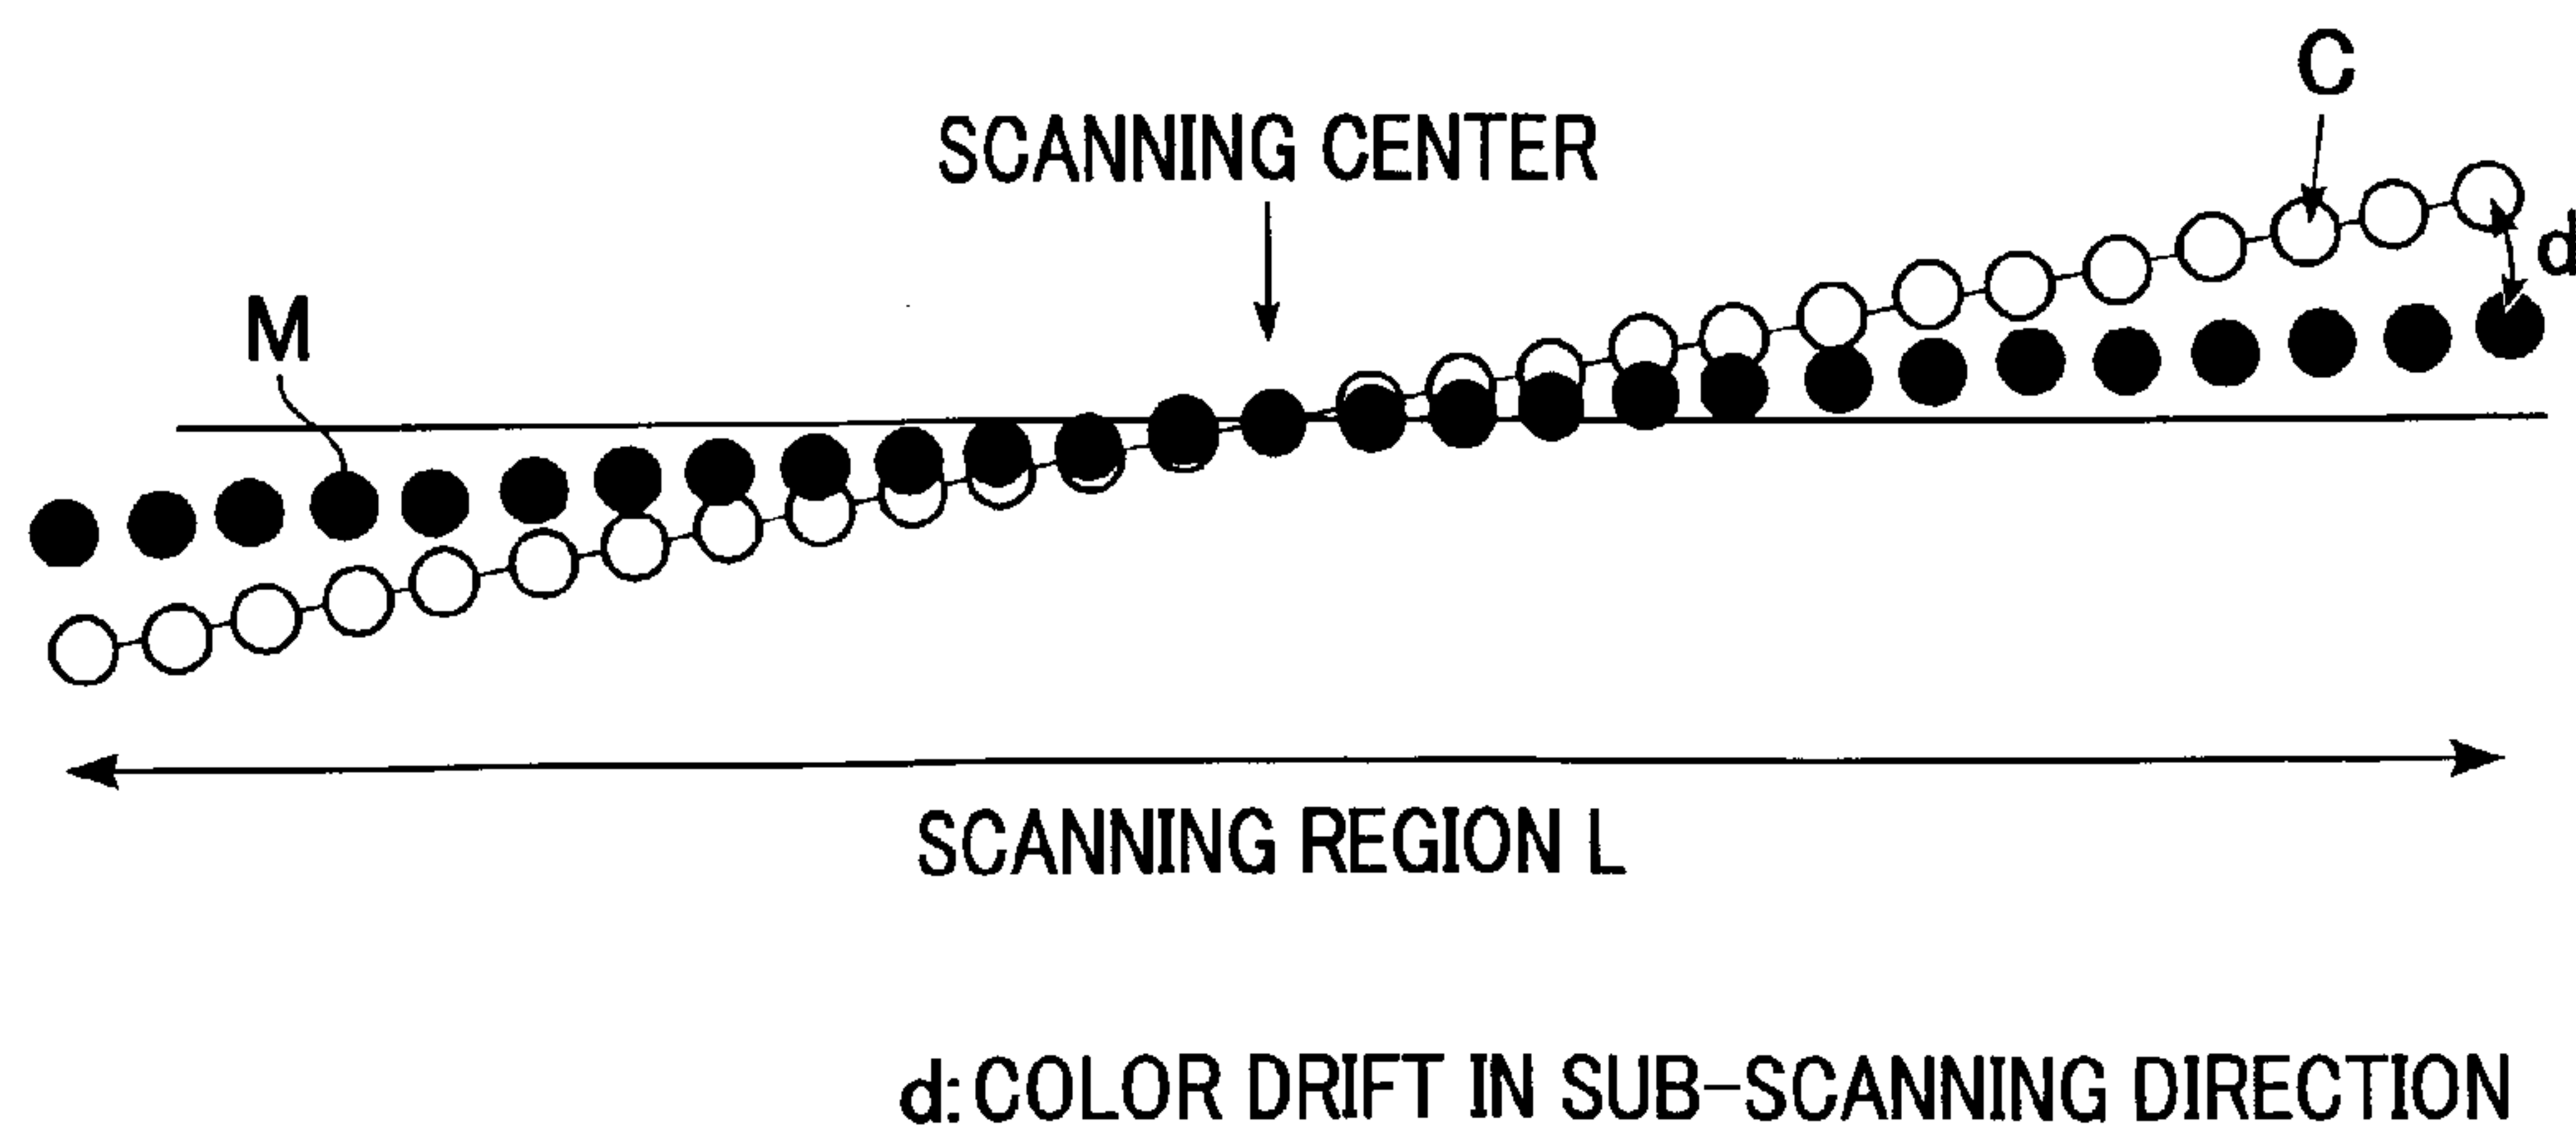 C
SCANNING CENTER
d
M
SCANNING REGION L
d: COLOR DRIFT IN SUB-SCANNING DIRECTION